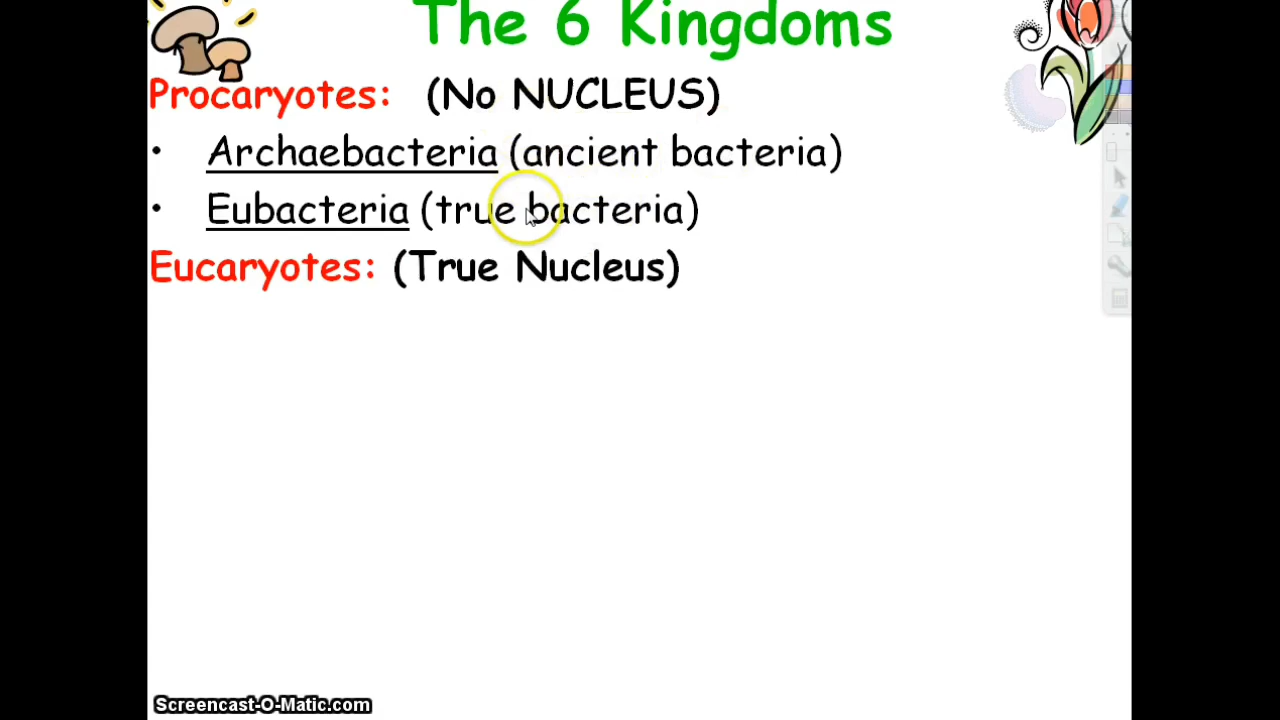 The 6 Kingdoms
Procaryotes: (No NUCLEUS)
• Archaebacteria (ancient bacteria)
• Eubacteria (true bacteria)
Eucaryotes: (True Nucleus)
Screencast-O-Matic.com